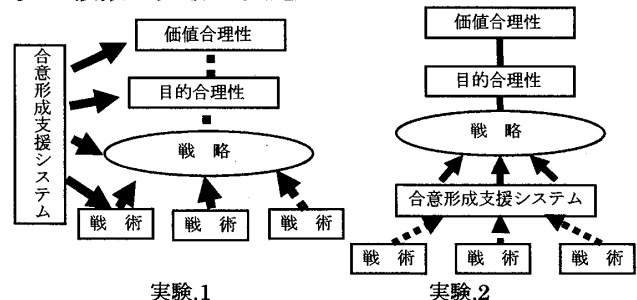 価値合理性
目的合理性
戦 略
戦 術
戦 術
戦 術
合意形成支援システム
実験.1
価値合理性
目的合理性
戦 略
合意形成支援システム
戦 術
戦 術
戦 術
実験.2